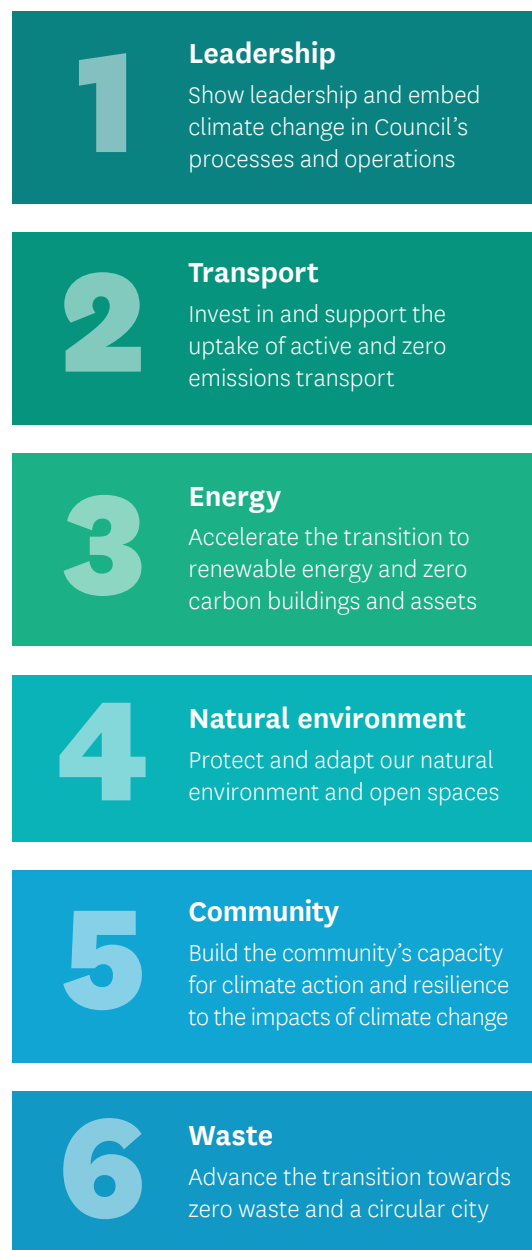 1
Leadership
Show leadership and embed
climate change in Council’s
processes and operations
2
Transport
Invest in and support the
uptake of active and zero
emissions transport
3
Energy
Accelerate the transition to
renewable energy and zero
carbon buildings and assets
4
Natural environment
Protect and adapt our natural
environment and open spaces
5
Community
Build the community’s capacity
for climate action and resilience
to the impacts of climate change
6
Waste
Advance the transition towards
zero waste and a circular city